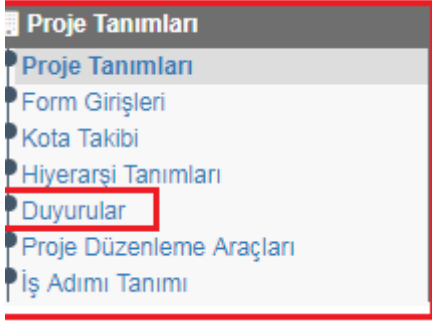 Proje Tanımları
Proje Tanımları
Form Girişleri
Kota Takibi
Hiyerarşi Tanımları
Duyurular
Proje Düzenleme Araçları
İş Adımı Tanımı